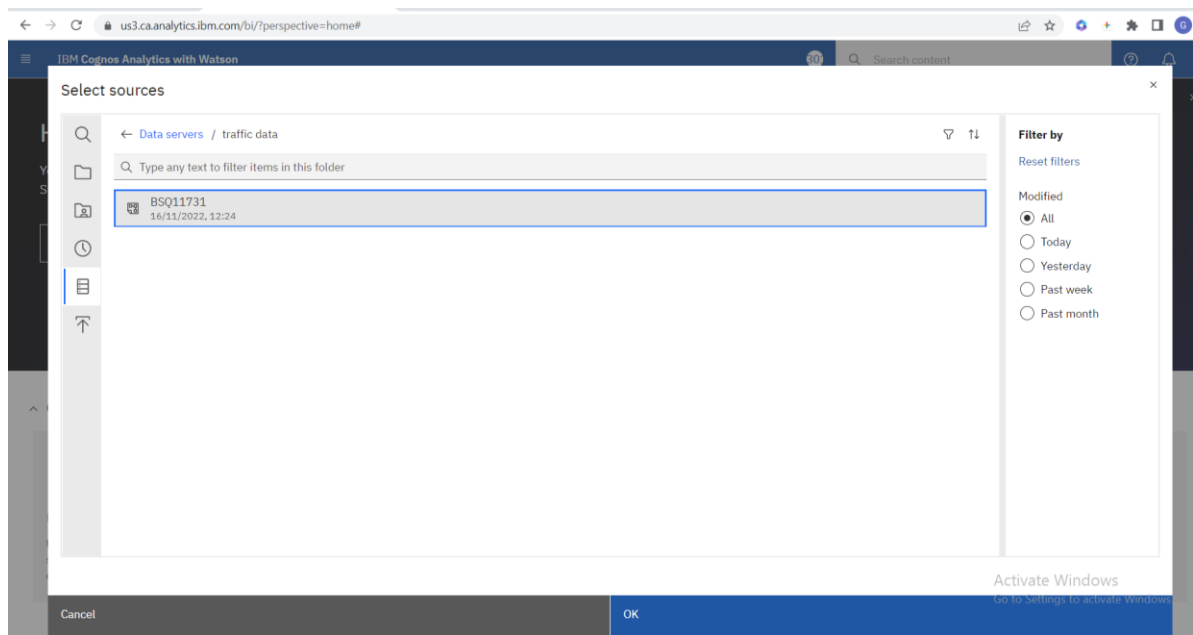 us3.ca.analytics.ibm.com/bi/?perspective=home#
G
IBM Cognos Analytics with Watson
Search content
Select sources
Data servers / traffic data
Type any text to filter items in this folder
BSQ11731
16/11/2022, 12:24
Filter by
Reset filters
Modified
All
Today
Yesterday
Past week
Past month
Activate Windows
Go to Settings to activate Windows.
Cancel
OK